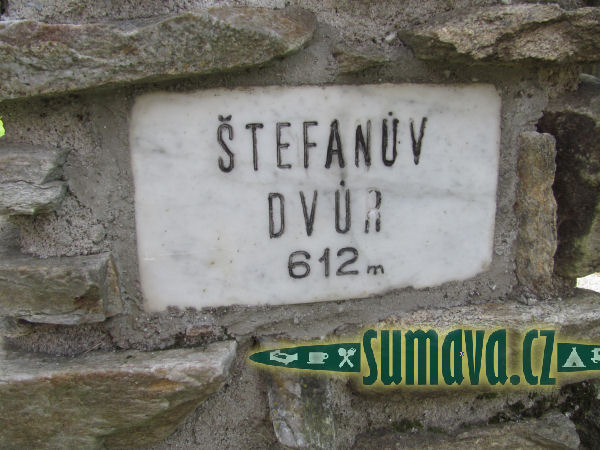 ŠTEFANŮV
DVŮR
612 m
sumava.cz